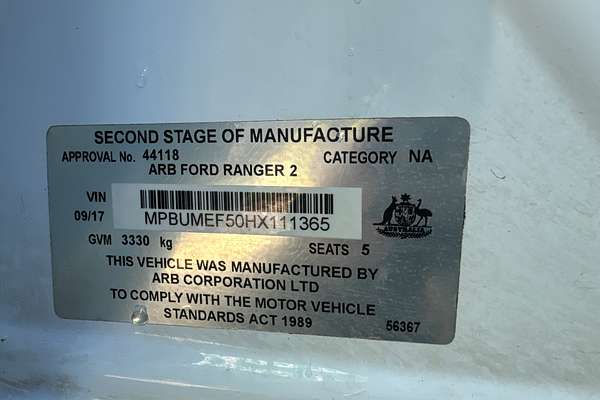 SECOND STAGE OF MANUFACTURE
APPROVAL No. 44118 CATEGORY NA
ARB FORD RANGER 2
VIN
09/17 MPBUMEF50HX111365
AUSTRALIA
GVM 3330 kg SEATS 5
THIS VEHICLE WAS MANUFACTURED BY
ARB CORPORATION LTD
TO COMPLY WITH THE MOTOR VEHICLE
STANDARDS ACT 1989 56367